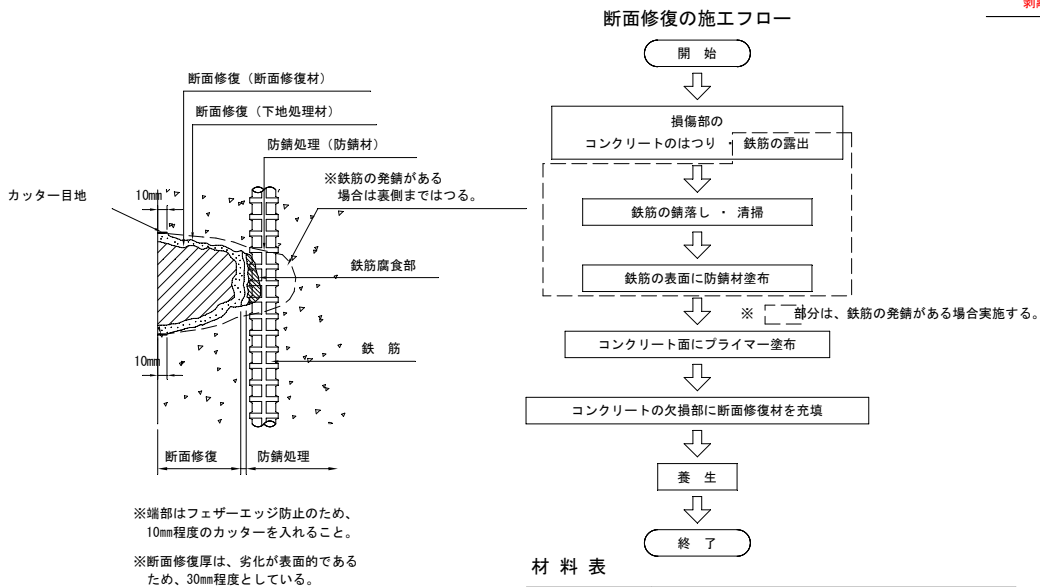 断面修復（断面修復材）
断面修復（下地処理材）
防錆処理（防錆材）
※鉄筋の発錆がある
場合は裏側まではつる。
カッター目地
10mm
鉄筋腐食部
鉄 筋
10mm
断面修復
防錆処理
※端部はフェザーエッジ防止のため、
10mm程度のカッターを入れること。
※断面修復厚は、劣化が表面的である
ため、30mm程度としている。
断面修復の施工フロー
開 始
損傷部の
コンクリートのはつり ・ 鉄筋の露出
鉄筋の錆落し ・ 清掃
鉄筋の表面に防錆材塗布
※ 部分は、鉄筋の発錆がある場合実施する。
コンクリート面にプライマー塗布
コンクリートの欠損部に断面修復材を充填
養 生
終 了
材 料 表